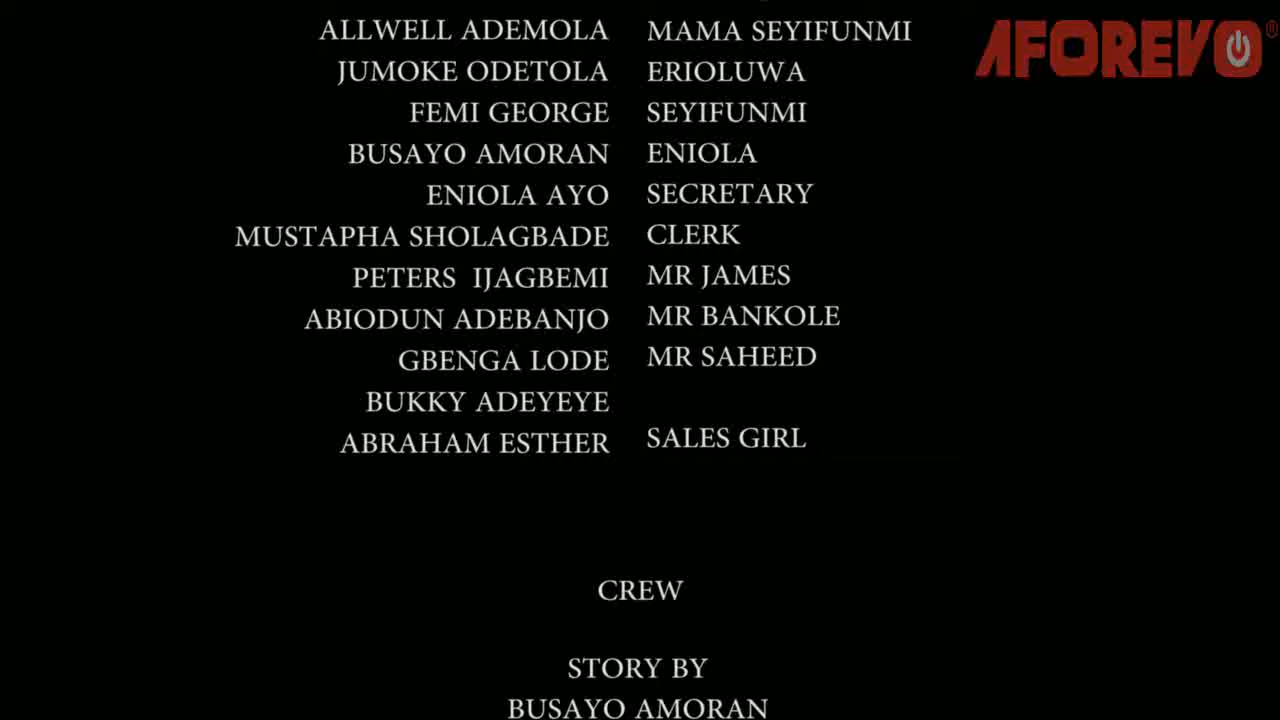 AFOREVO®
ALLWELL ADEMOLA MAMA SEYIFUNMI
JUMOKE ODETOLA ERIOLUWA
FEMI GEORGE SEYIFUNMI
BUSAYO AMORAN ENIOLA
ENIOLA AYO SECRETARY
MUSTAPHA SHOLAGBADE CLERK
PETERS IJAGBEMI MR JAMES
ABIODUN ADEBANJO MR BANKOLE
GBENGA LODE MR SAHEED
BUKKY ADEYEYE
ABRAHAM ESTHER SALES GIRL
CREW
STORY BY
BUSAYO AMORAN